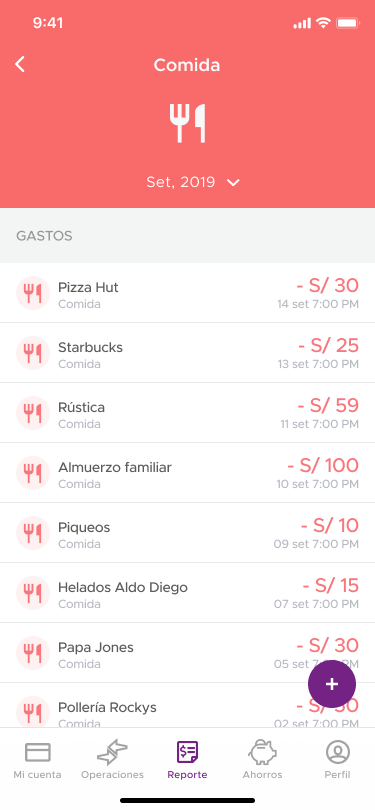 9:41
Comida
Set, 2019
GASTOS
Pizza Hut
- S/ 30
Comida
14 set 7:00 PM
Starbucks
- S/ 25
Comida
13 set 7:00 PM
Rústica
- S/ 59
Comida
11 set 7:00 PM
Almuerzo familiar
- S/ 100
Comida
10 set 7:00 PM
Piqueos
- S/ 10
Comida
09 set 7:00 PM
Helados Aldo Diego
- S/ 15
Comida
07 set 7:00 PM
Papa Jones
- S/ 30
Comida
05 set 7:00 PM
Pollería Rockys
- S/ 30
Comida
02 set 7:00 PM
Mi cuenta
Operaciones
Reporte
Ahorros
Perfil